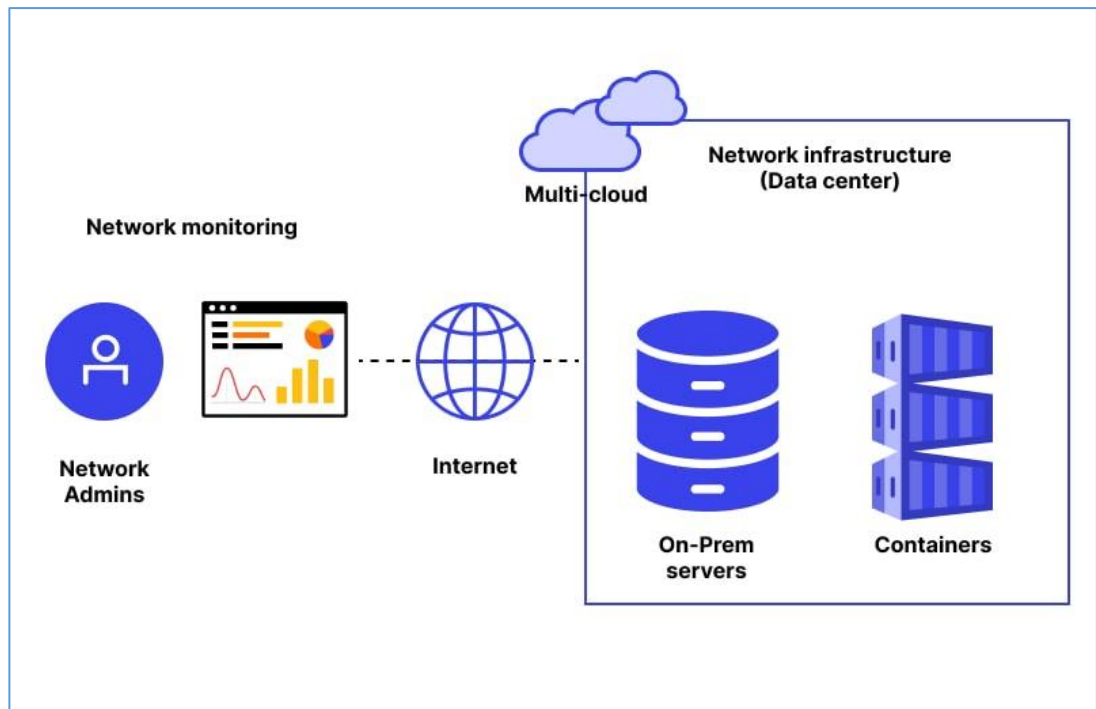 Network infrastructure
(Data center)
Multi-cloud
Network monitoring
Network
Admins
Internet
On-Prem
servers
Containers